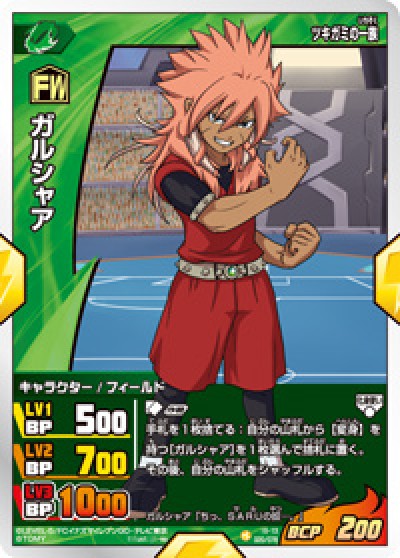 ツキガミの一族
FW
ガルシャア
キャラクター / フィールド
LV1
BP 500
LV2
BP 700
LV3
BP 1000
手札を1枚捨てる:自分の山札から【変身】を
持つ[ガルシャア]を1枚選んで捨札に置く。
その後、自分の山札をシャッフルする。
ガルシャア「ちっ、SARUの
©TOMY
BCP 200